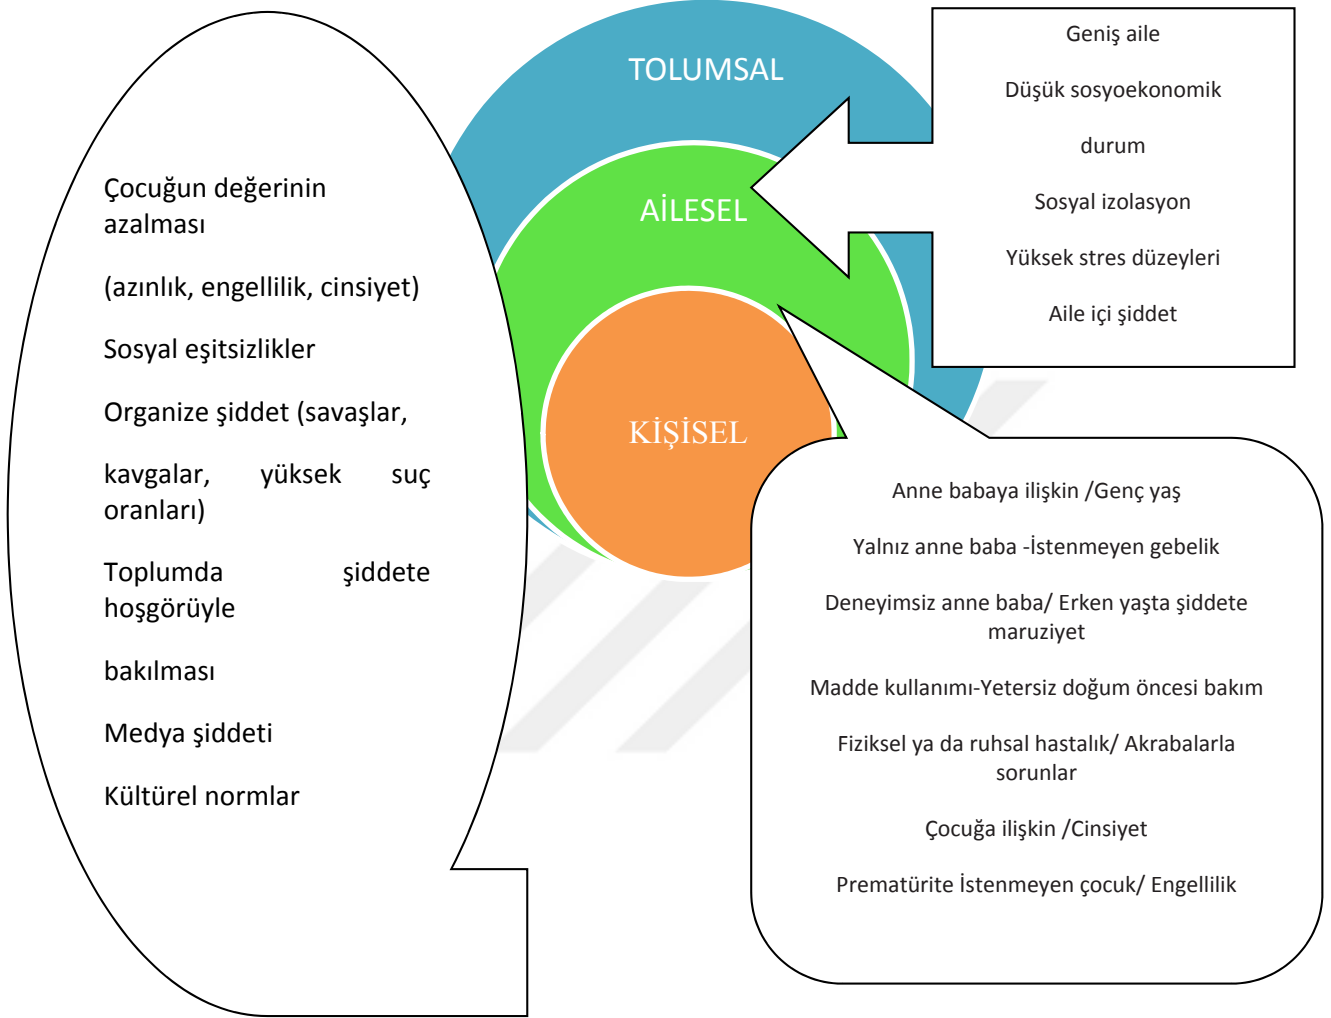 TOLUMSAL
AİLESEL
KİŞİSEL
Çocuğun değerinin
azalması
(azınlık, engellilik, cinsiyet)
Sosyal eşitsizlikler
Organize şiddet (savaşlar,
kavgalar, yüksek suç
oranları)
Toplumda şiddete
hoşgörüyle
bakılması
Medya şiddeti
Kültürel normlar
Geniş aile
Düşük sosyoekonomik
durum
Sosyal izolasyon
Yüksek stres düzeyleri
Aile içi şiddet
Anne babaya ilişkin /Genç yaş
Yalnız anne baba -İstenmeyen gebelik
Deneyimsiz anne baba/ Erken yaşta şiddete
maruziyet
Madde kullanımı-Yetersiz doğum öncesi bakım
Fiziksel ya da ruhsal hastalık/ Akrabalarla
sorunlar
Çocuğa ilişkin /Cinsiyet
Prematürite İstenmeyen çocuk/ Engellilik